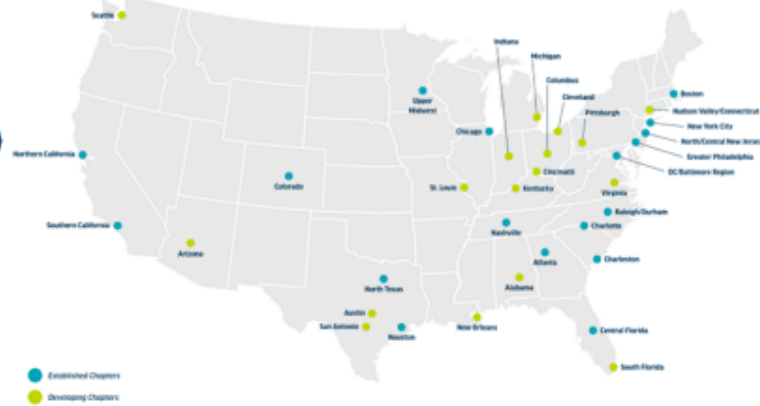 Seattle
Indiana
Michigan
Columbus
Cleveland
Pittsburgh
Upper
Midwest
Chicago
Boston
Hudson Valley/Connecticut
New York City
North/Central New Jersey
Greater Philadelphia
DC/Baltimore Region
Northern California
Colorado
St. Louis
Cincinatti
Kentucky
Virginia
Raleigh/Durham
Southern California
Nashville
Charlotte
Arizona
Atlanta
Charleston
North Texas
Alabama
Austin
San Antonio
Houston
New Orleans
Central Florida
South Florida
Established Chapters
Developing Chapters